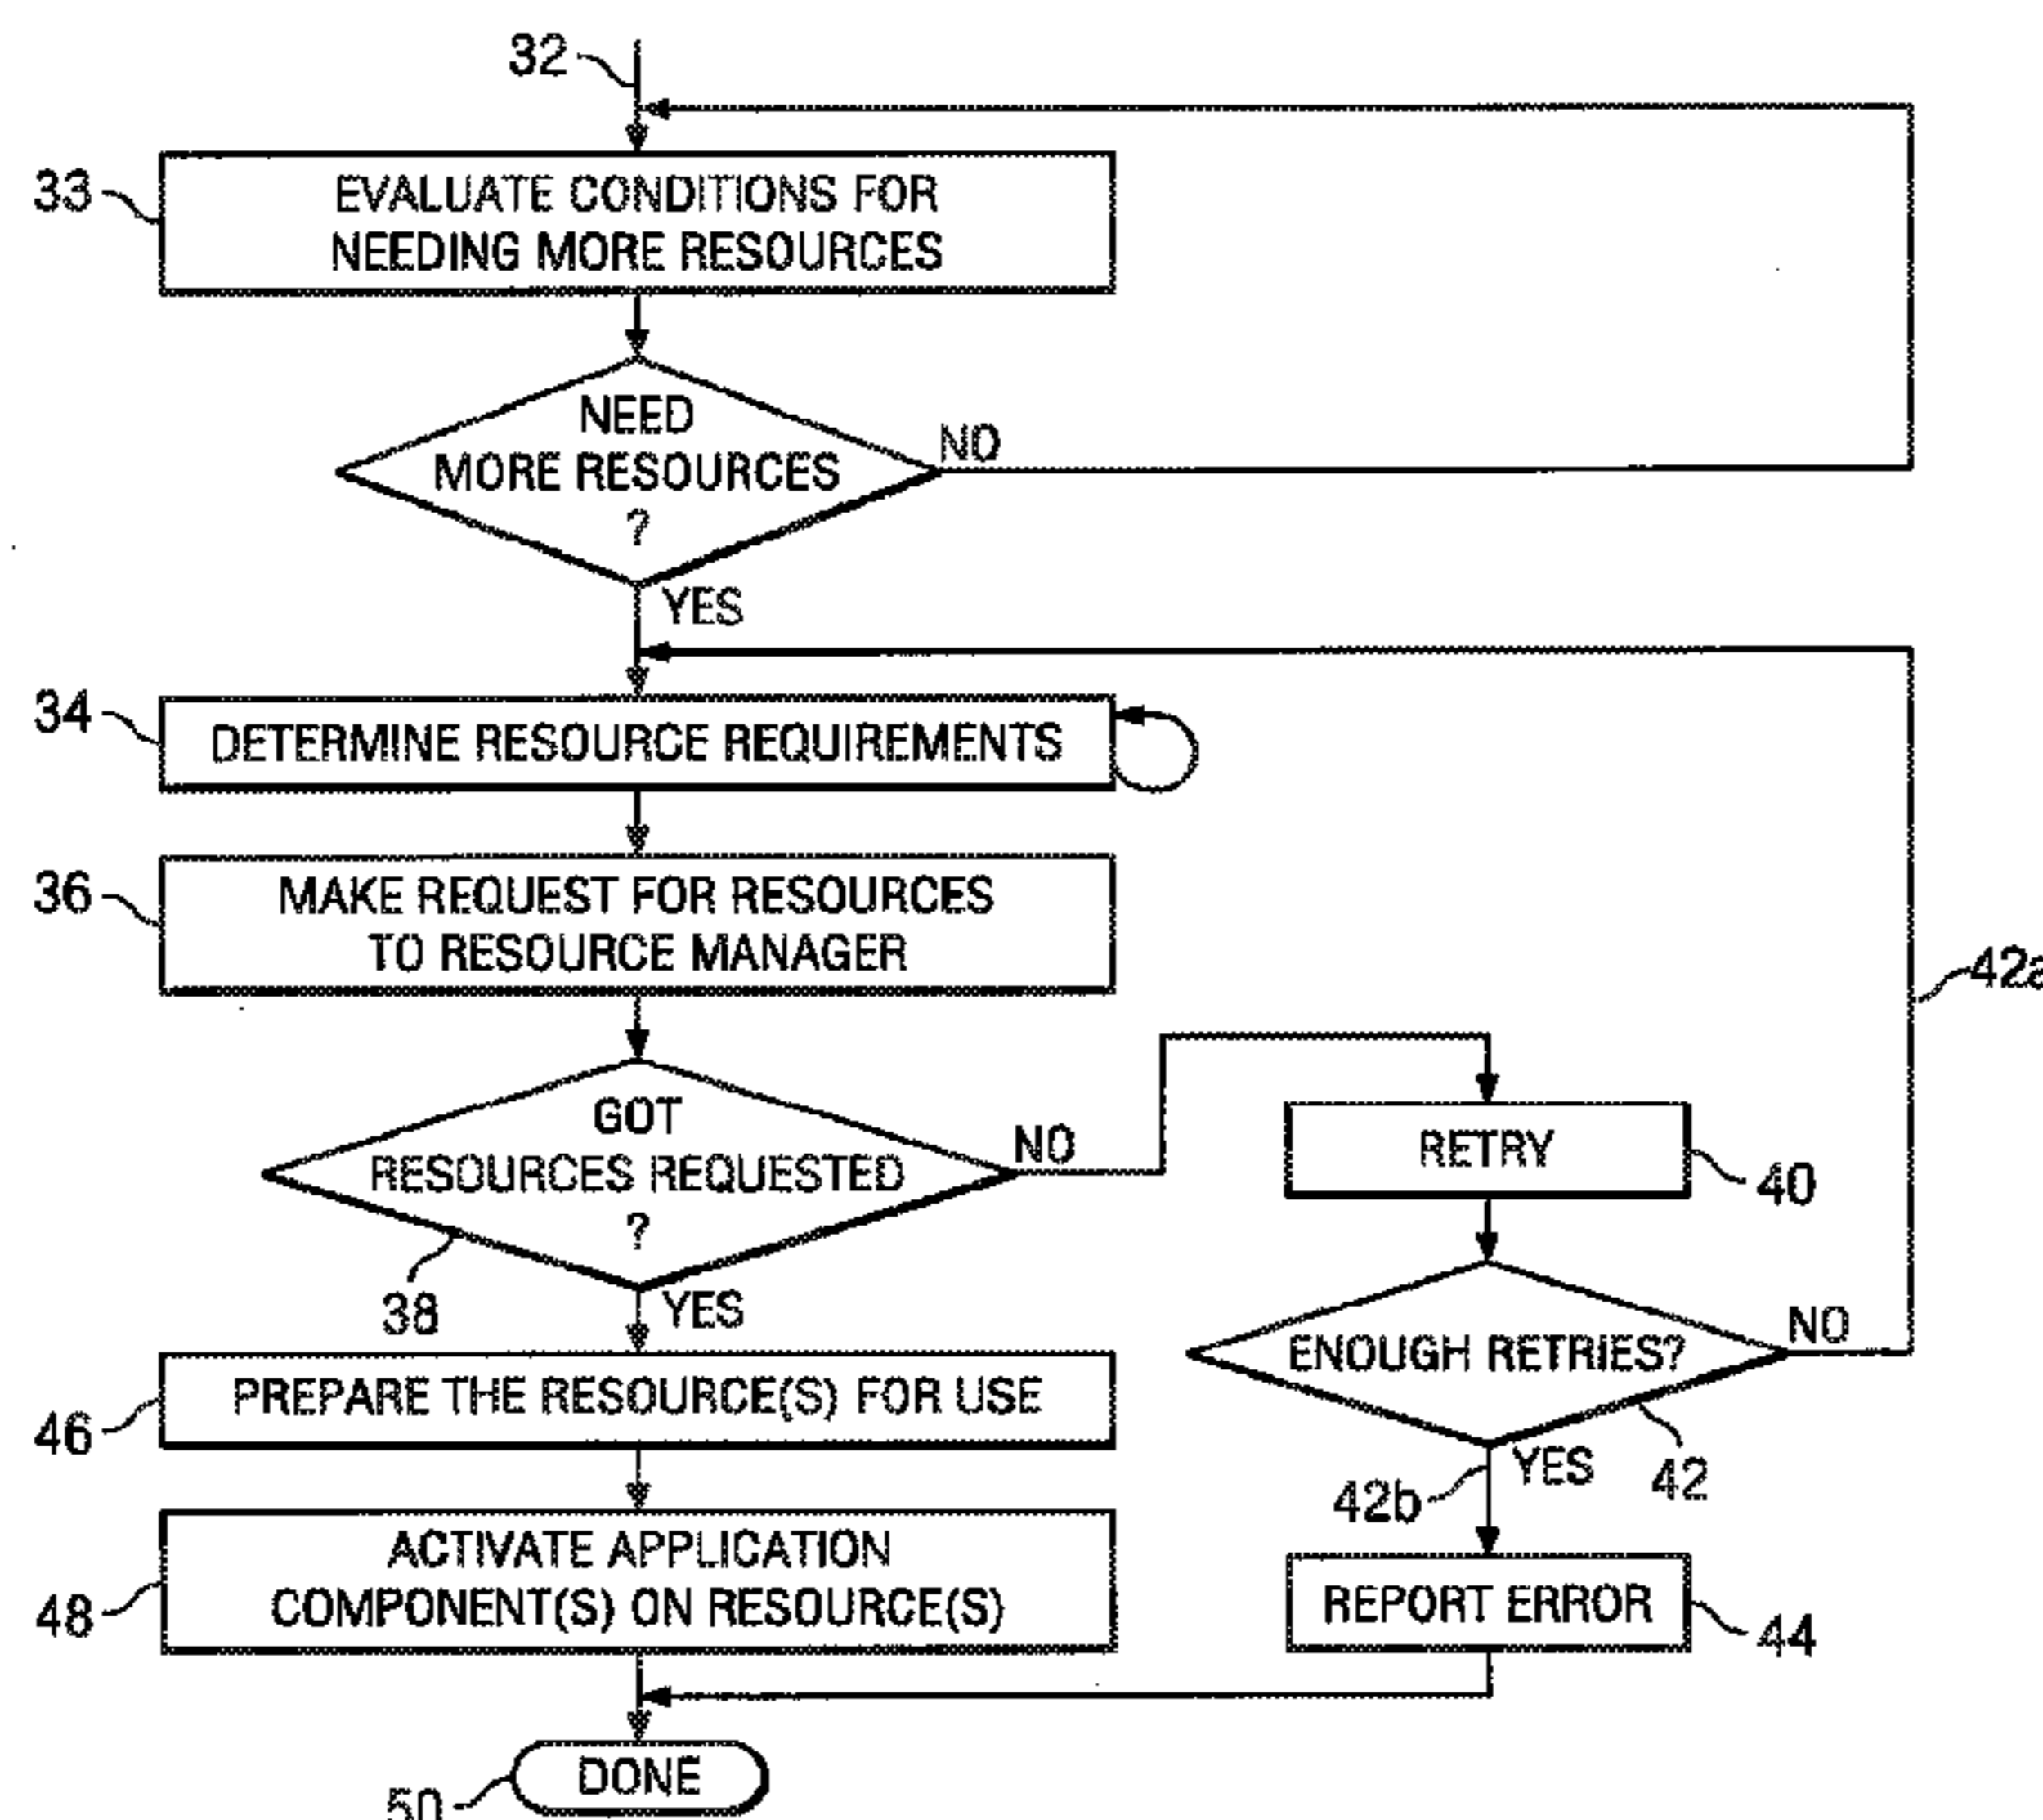 32
33
EVALUATE CONDITIONS FOR
NEEDING MORE RESOURCES
NEED
MORE RESOURCES
?
NO
YES
34
DETERMINE RESOURCE REQUIREMENTS
36
MAKE REQUEST FOR RESOURCES
TO RESOURCE MANAGER
42a
GOT
RESOURCES REQUESTED
?
NO
38
YES
RETRY
40
ENOUGH RETRIES?
NO
42
42b
YES
46
PREPARE THE RESOURCE(S) FOR USE
48
ACTIVATE APPLICATION
COMPONENT(S) ON RESOURCE(S)
REPORT ERROR
44
50
DONE